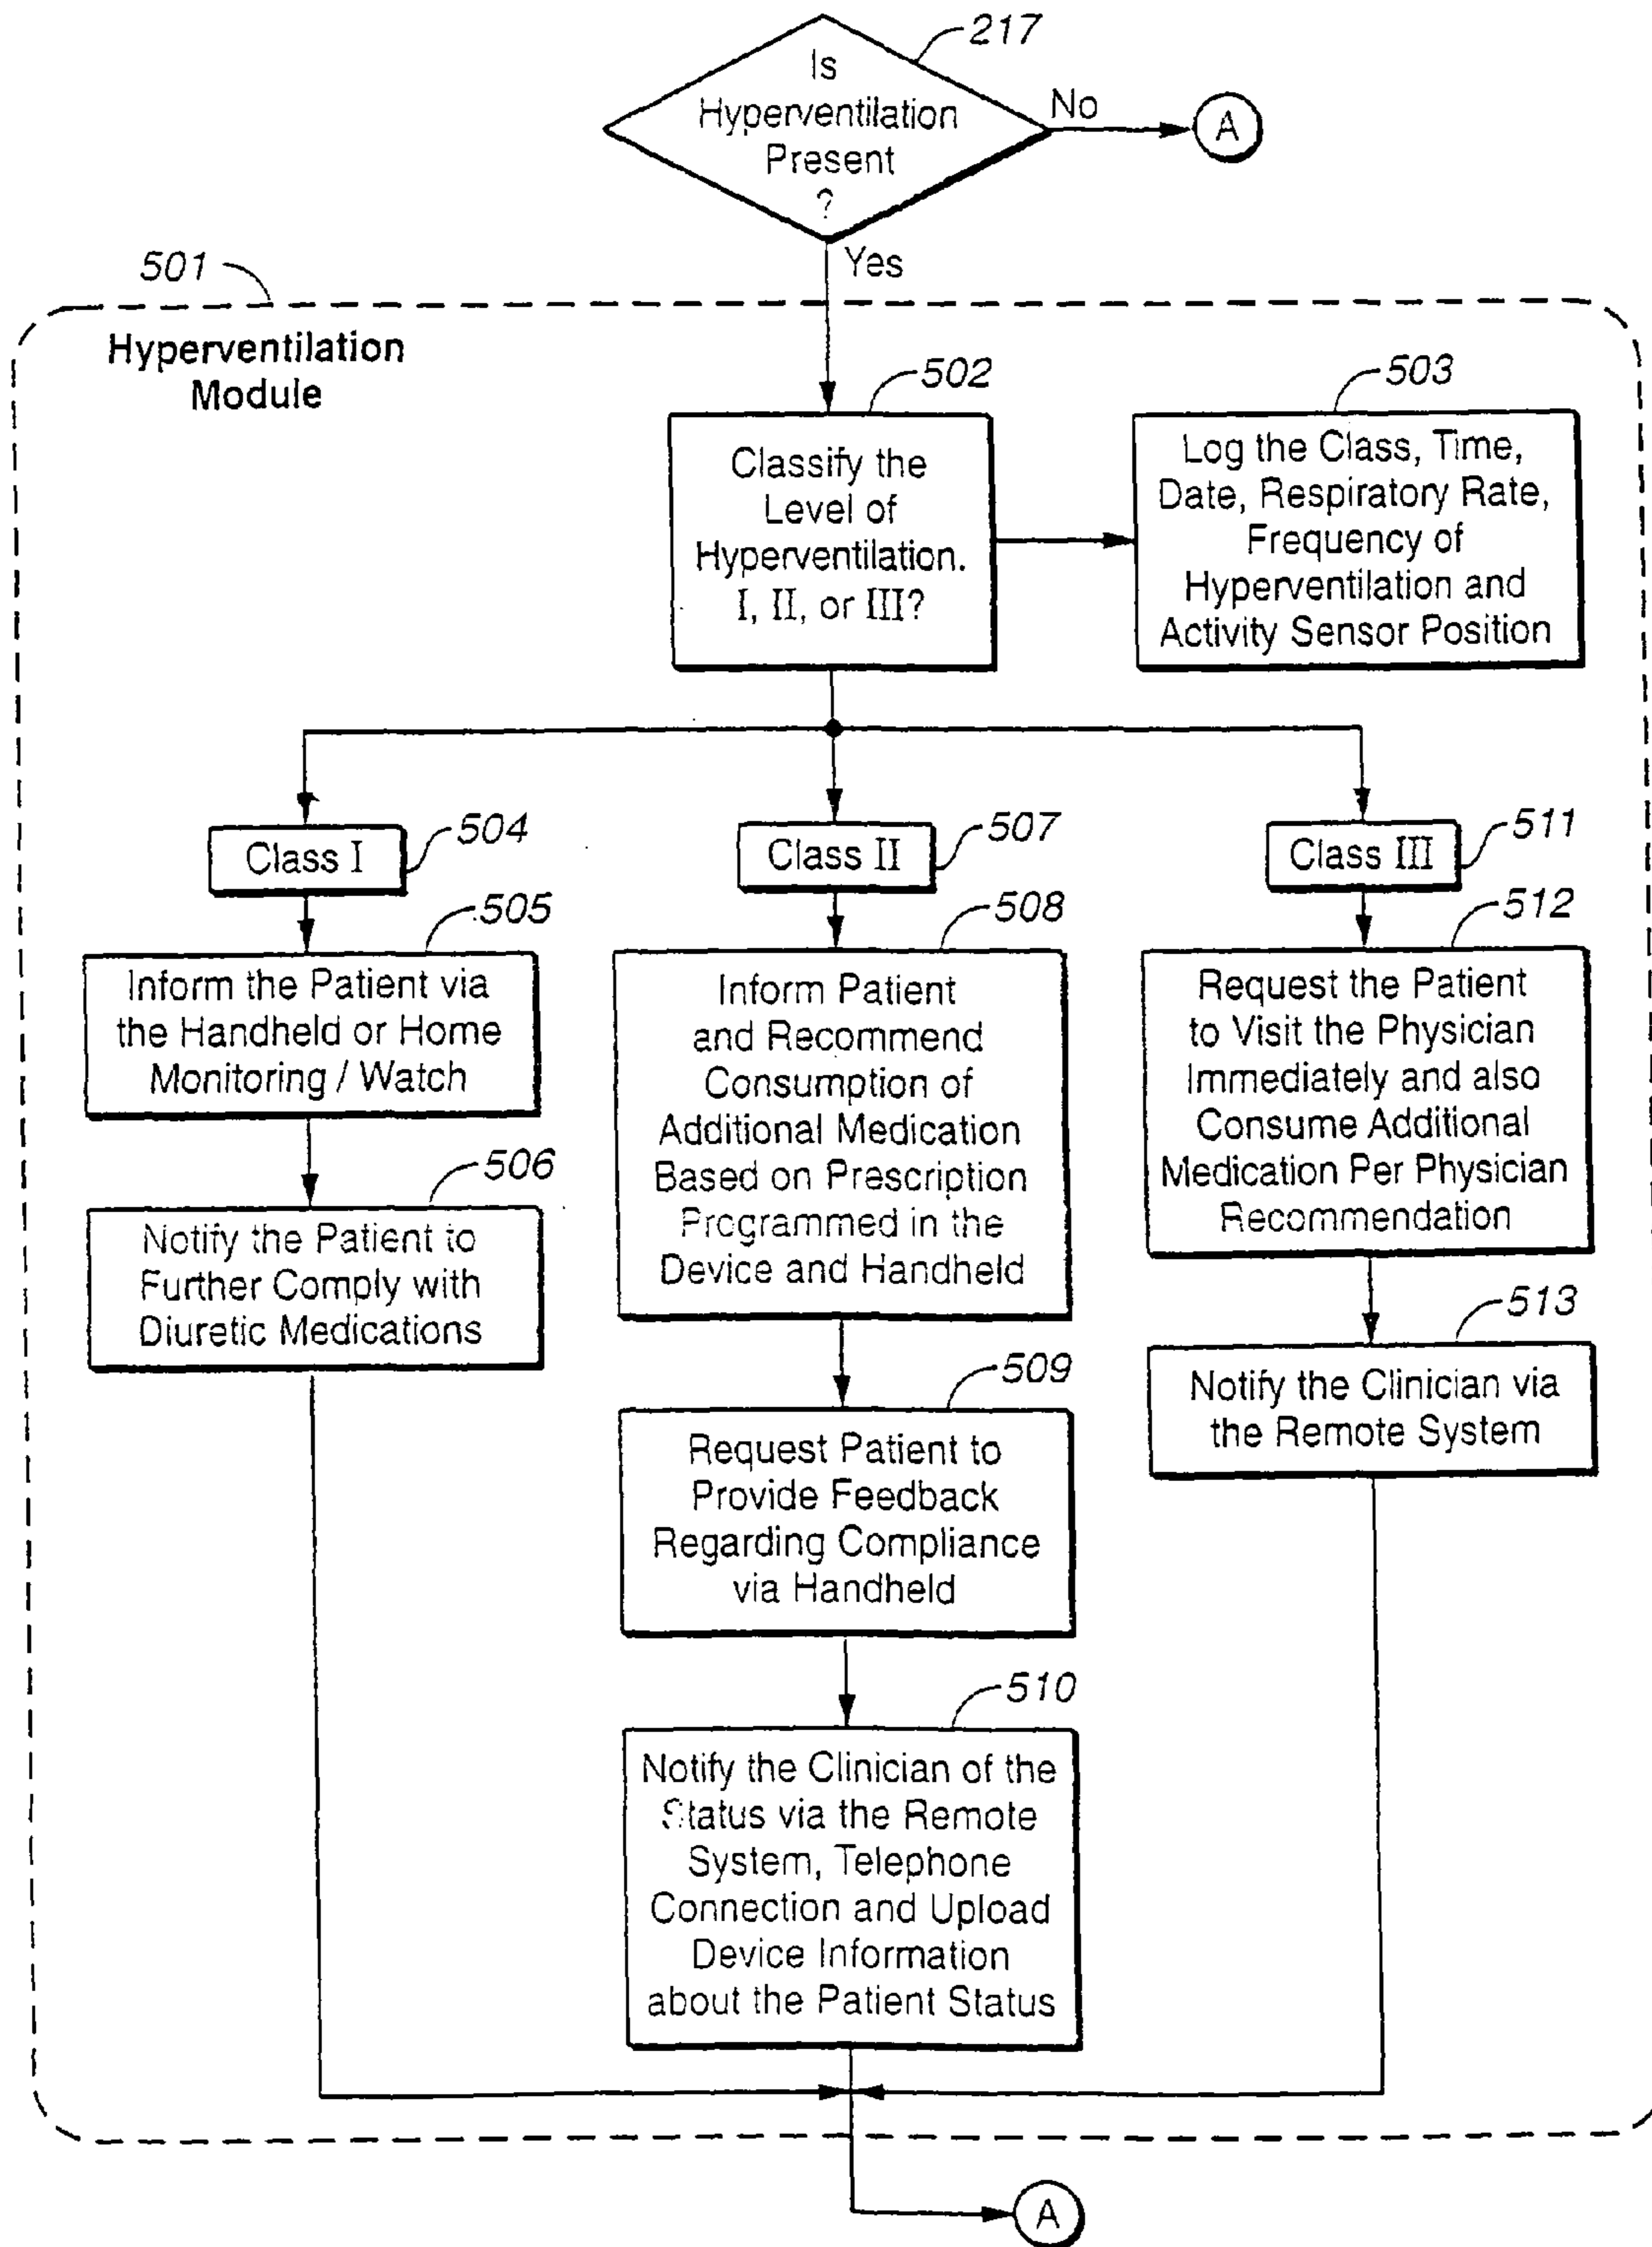 217
Is
Hyperventilation
Present
?
No
A
Yes
501
Hyperventilation
Module
502
Classify the
Level of
Hyperventilation.
I, II, or III?
503
Log the Class, Time,
Date, Respiratory Rate,
Frequency of
Hyperventilation and
Activity Sensor Position
504
Class I
507
Class II
511
Class III
505
Inform the Patient via
the Handheld or Home
Monitoring / Watch
506
Notify the Patient to
Further Comply with
Diuretic Medications
508
Inform Patient
and Recommend
Consumption of
Additional Medication
Based on Prescription
Programmed in the
Device and Handheld
509
Request Patient to
Provide Feedback
Regarding Compliance
via Handheld
510
Notify the Clinician of the
Status via the Remote
System, Telephone
Connection and Upload
Device Information
about the Patient Status
512
Request the Patient
to Visit the Physician
Immediately and also
Consume Additional
Medication Per Physician
Recommendation
513
Notify the Clinician via
the Remote System
A